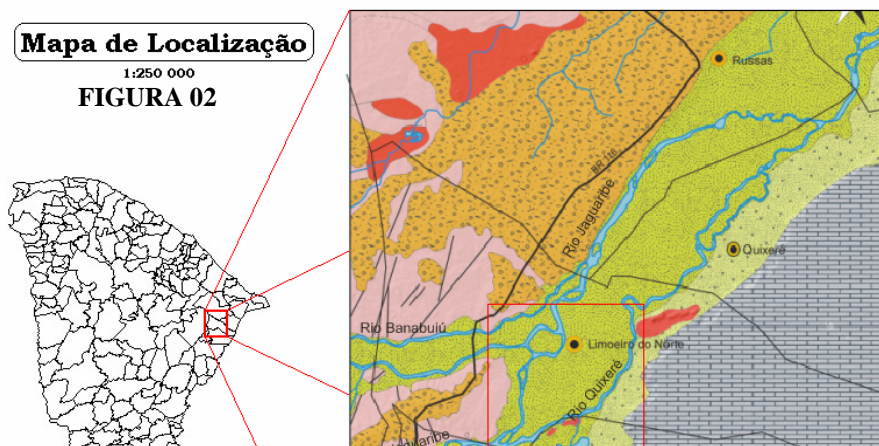 Mapa de Localização
1:250 000
FIGURA 02
Russas
BR 116
Rio Jaguaribe
Quixeré
Rio Banabuiú
Limoeiro do Norte
Rio Quixeré
Jaguaribe